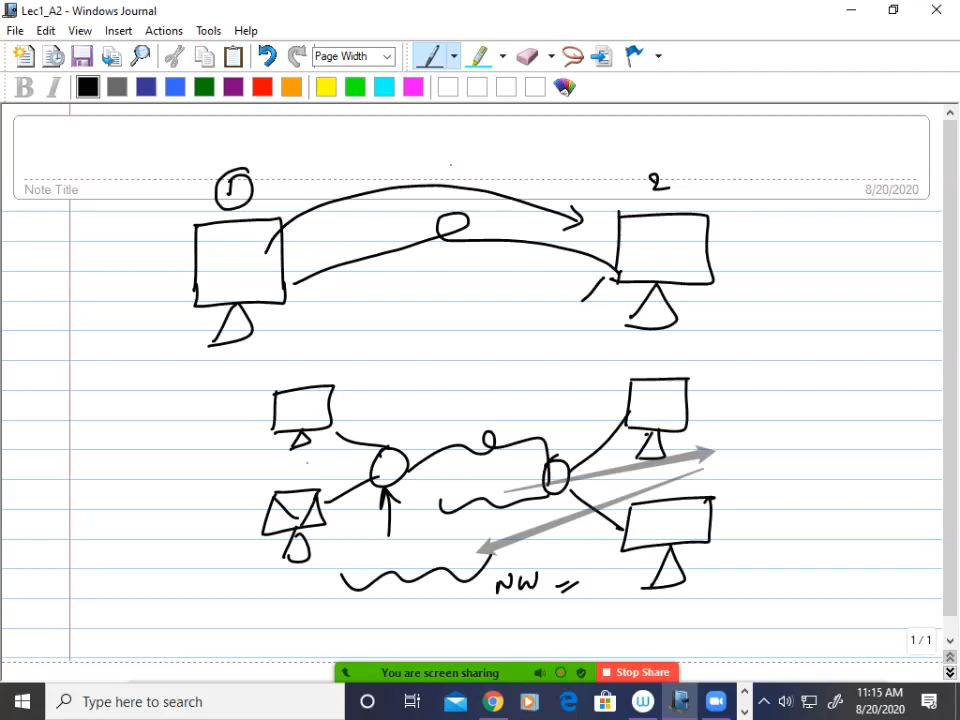 Lec1_A2 - Windows Journal
File Edit View Insert Actions Tools Help
Page Width
B I
1 2
Note Title 8/20/2020
NW =
1 / 1
You are screen sharing Stop Share
Type here to search
11:15 AM
8/20/2020